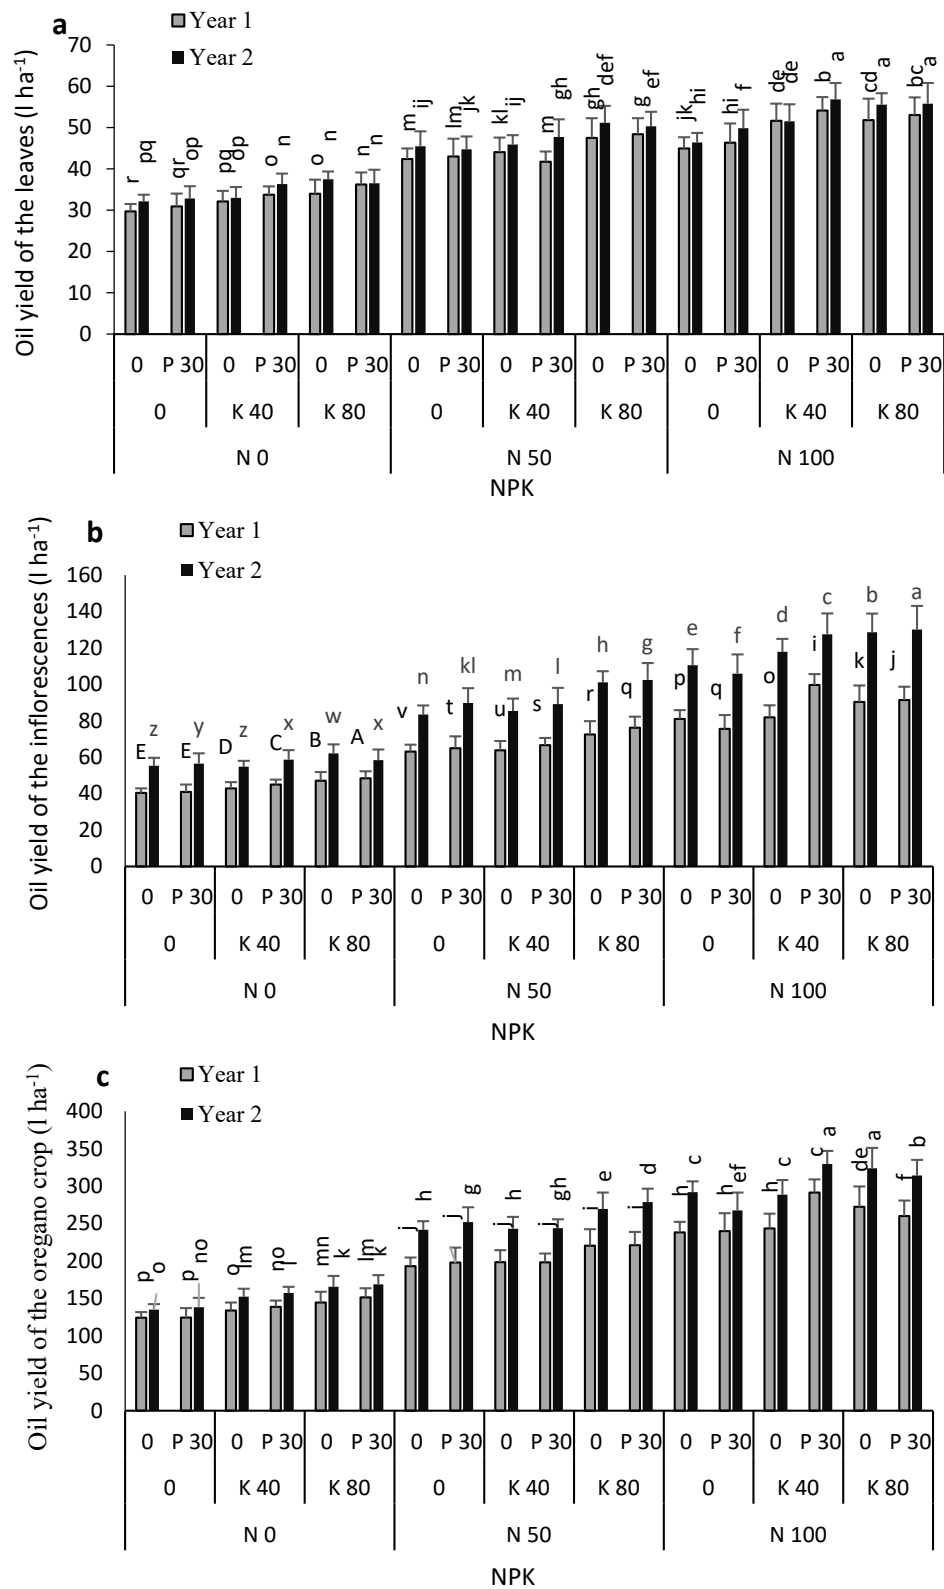 a
Year 1
Year 2
Oil yield of the leaves (l ha⁻¹)
70
60
50
40
30
20
10
0
r pq qr op pq op o n o n n n m ij lm jk kl ij m gh gh def g ef jk hi hi f de de b a cd a bc a
0 P 30 0 P 30 0 P 30 0 P 30 0 P 30 0 P 30 0 P 30 0 P 30 0 P 30
0 K 40 K 80 0 K 40 K 80 0 K 40 K 80
N 0 N 50 N 100
NPK
b
Year 1
Year 2
Oil yield of the inflorescences (l ha⁻¹)
160
140
120
100
80
60
40
20
0
E z E y D z C x B w A x v n t kl u m s l r h q g p e q f o d i c k b j a
0 P 30 0 P 30 0 P 30 0 P 30 0 P 30 0 P 30 0 P 30 0 P 30 0 P 30
0 K 40 K 80 0 K 40 K 80 0 K 40 K 80
N 0 N 50 N 100
NPK
c
Year 1
Year 2
Oil yield of the oregano crop (l ha⁻¹)
400
350
300
250
200
150
100
50
0
p o p no o lm no l mn k lm k j h j g j h j gh i e i d h c h ef h c c a de a f b
0 P 30 0 P 30 0 P 30 0 P 30 0 P 30 0 P 30 0 P 30 0 P 30 0 P 30
0 K 40 K 80 0 K 40 K 80 0 K 40 K 80
N 0 N 50 N 100
NPK